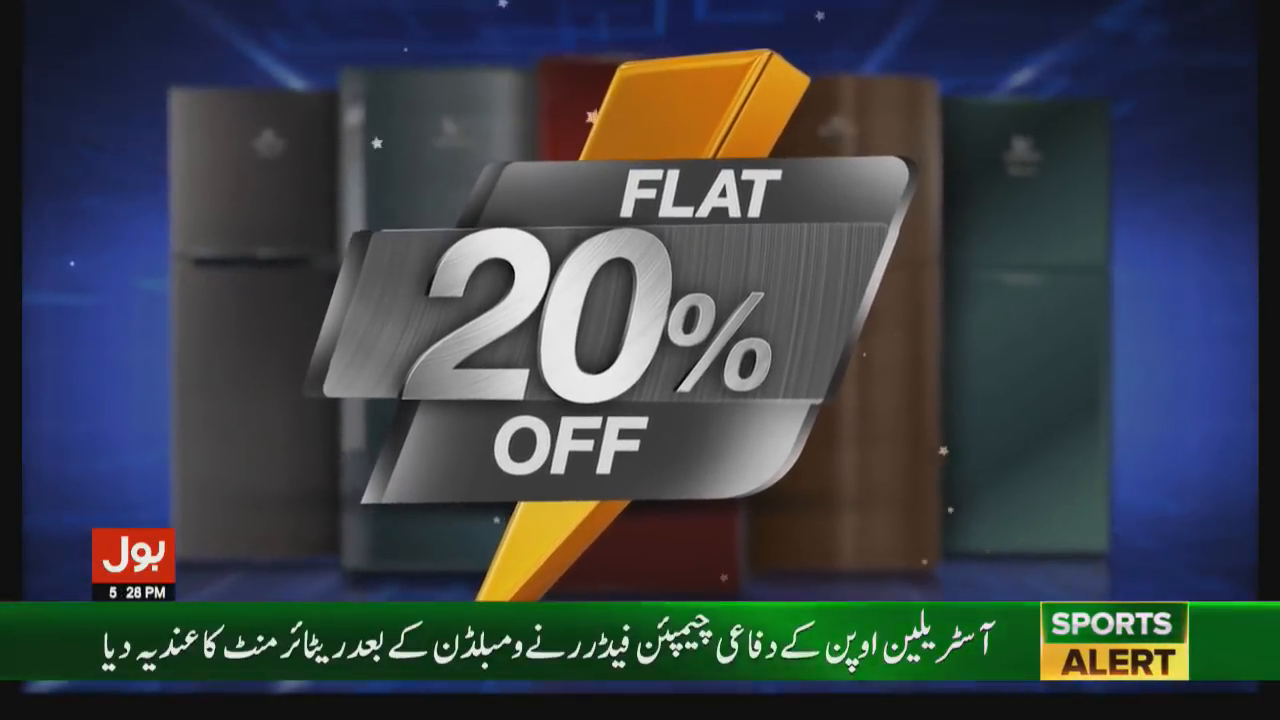 FLAT
20%
OFF
بول
5 28 PM
آسٹریلین اوپن کے دفاعی چیمپئن فیڈرر نے ومبلڈن کے بعد ریٹائرمنٹ کا عندیہ دیا
SPORTS
ALERT